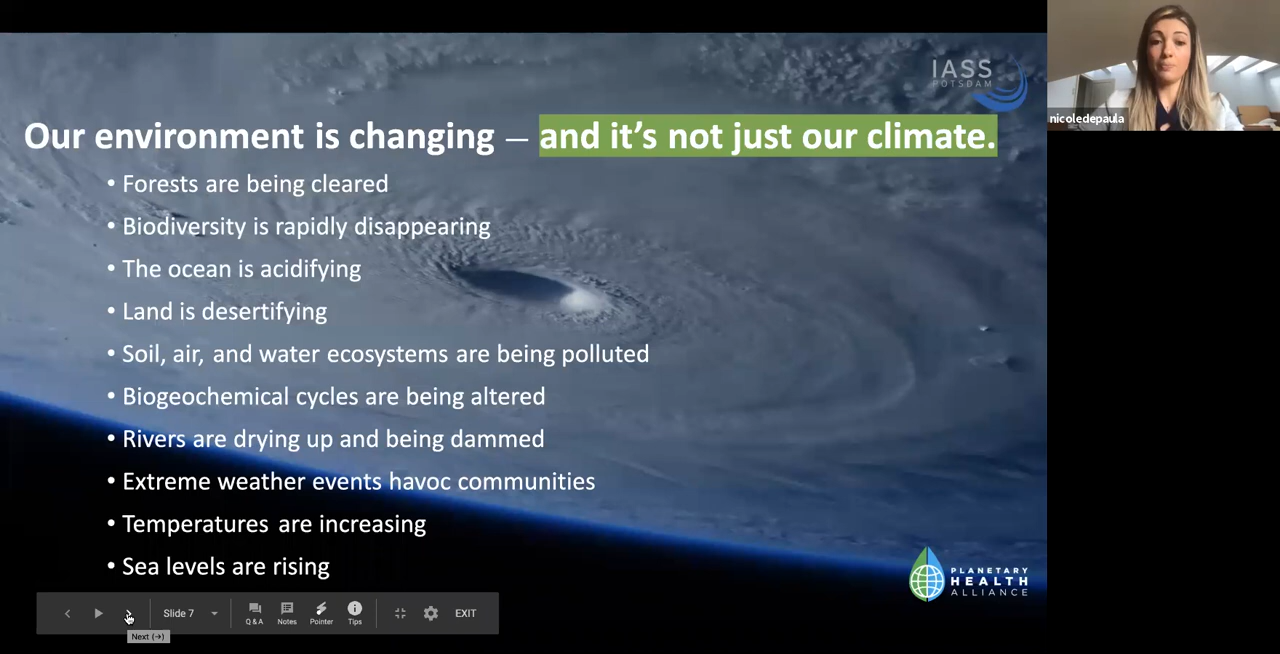 IASS
POTSDAM
nicoledepaula
Our environment is changing – and it’s not just our climate.
• Forests are being cleared
• Biodiversity is rapidly disappearing
• The ocean is acidifying
• Land is desertifying
• Soil, air, and water ecosystems are being polluted
• Biogeochemical cycles are being altered
• Rivers are drying up and being dammed
• Extreme weather events havoc communities
• Temperatures are increasing
• Sea levels are rising
PLANETARY
HEALTH
ALLIANCE
Slide 7
Q & A
Notes
Pointer
Tips
EXIT
Next (→)